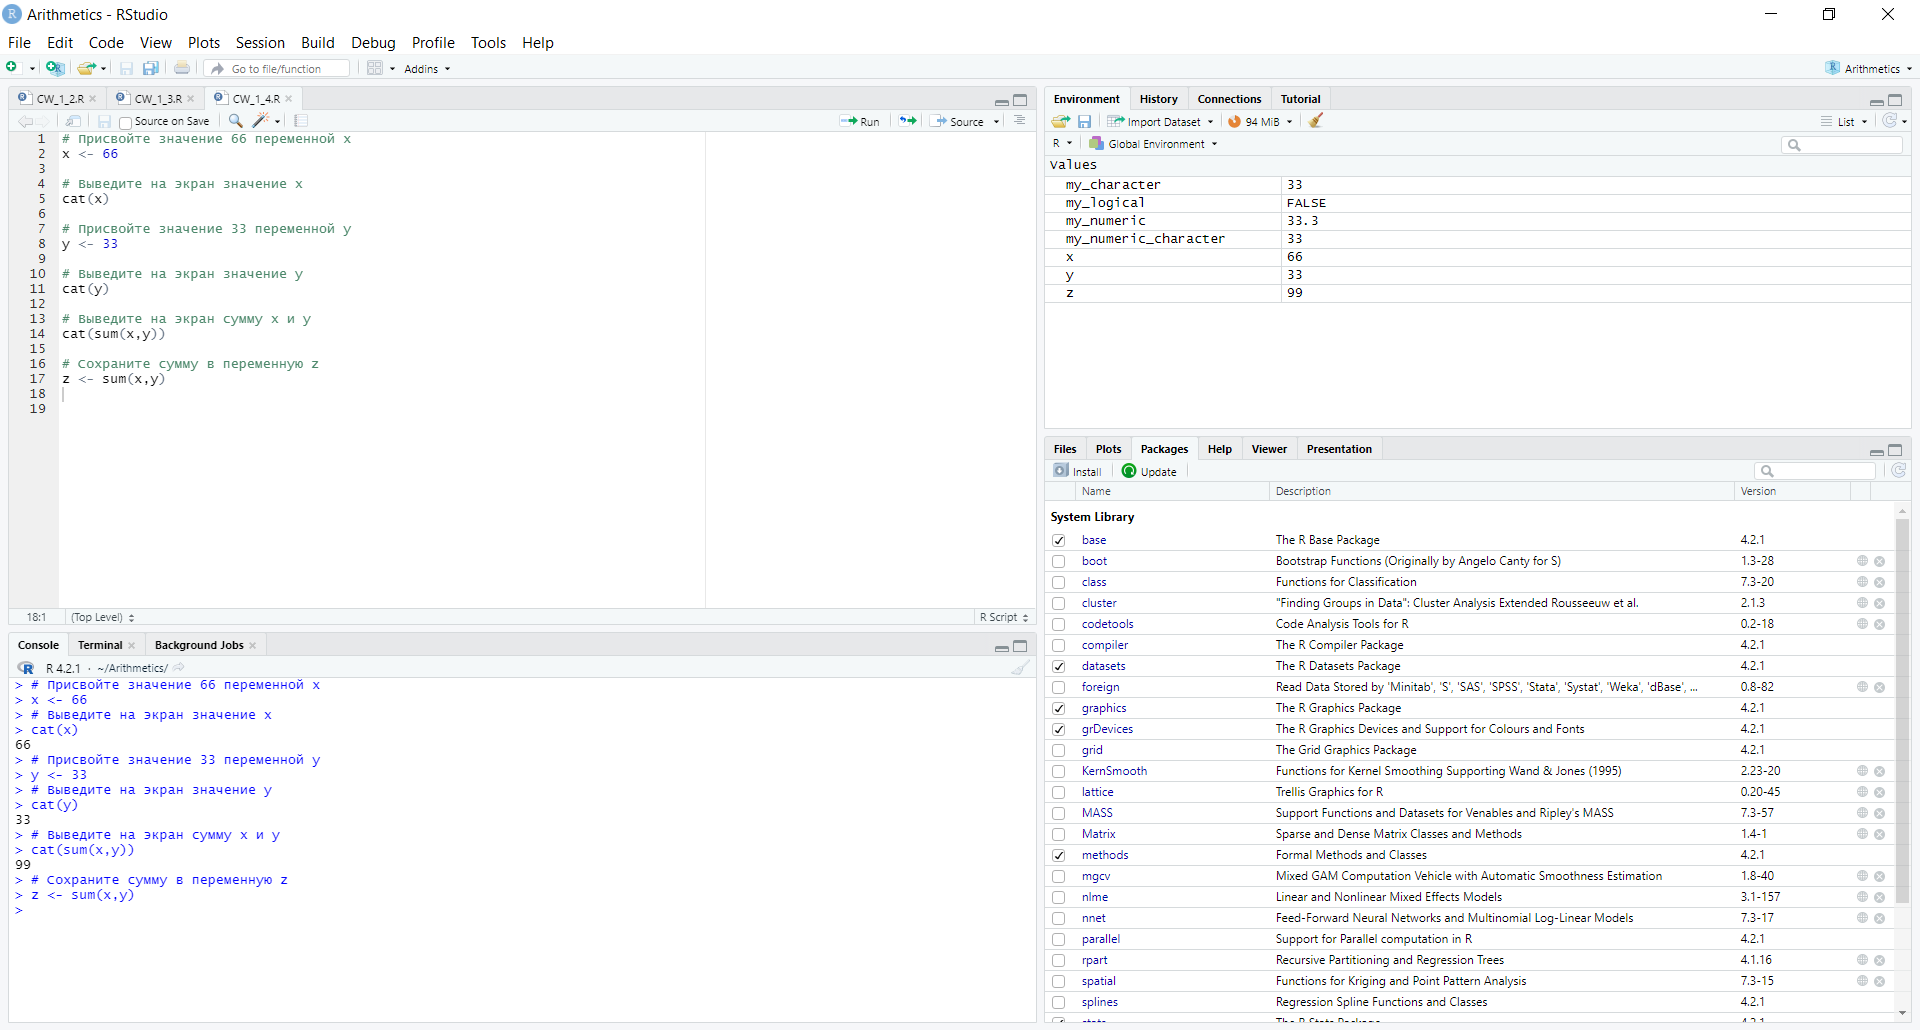 Arithmetics - RStudio
File Edit Code View Plots Session Build Debug Profile Tools Help
Go to file/function Addins Arithmetics
CW_1_2.R CW_1_3.R CW_1_4.R
Source on Save Run Source
1 # Присвойте значение 66 переменной x
2 x <- 66
3
4 # Выведите на экран значение x
5 cat(x)
6
7 # Присвойте значение 33 переменной y
8 y <- 33
9
10 # Выведите на экран значение y
11 cat(y)
12
13 # Выведите на экран сумму x и y
14 cat(sum(x,y))
15
16 # Сохраните сумму в переменную z
17 z <- sum(x,y)
18
19
18:1 (Top Level) R Script
Console Terminal Background Jobs
R 4.2.1 · ~/Arithmetics/
> # Присвойте значение 66 переменной x
> x <- 66
> # Выведите на экран значение x
> cat(x)
66
> # Присвойте значение 33 переменной y
> y <- 33
> # Выведите на экран значение y
> cat(y)
33
> # Выведите на экран сумму x и y
> cat(sum(x,y))
99
> # Сохраните сумму в переменную z
> z <- sum(x,y)
>
Environment History Connections Tutorial
Import Dataset 94 MiB List
R Global Environment
Values
my_character 33
my_logical FALSE
my_numeric 33.3
my_numeric_character 33
x 66
y 33
z 99
Files Plots Packages Help Viewer Presentation
Install Update
Name Description Version
System Library
base The R Base Package 4.2.1
boot Bootstrap Functions (Originally by Angelo Canty for S) 1.3-28
class Functions for Classification 7.3-20
cluster "Finding Groups in Data": Cluster Analysis Extended Rousseeuw et al. 2.1.3
codetools Code Analysis Tools for R 0.2-18
compiler The R Compiler Package 4.2.1
datasets The R Datasets Package 4.2.1
foreign Read Data Stored by 'Minitab', 'S', 'SAS', 'SPSS', 'Stata', 'Systat', 'Weka', 'dBase', ... 0.8-82
graphics The R Graphics Package 4.2.1
grDevices The R Graphics Devices and Support for Colours and Fonts 4.2.1
grid The Grid Graphics Package 4.2.1
KernSmooth Functions for Kernel Smoothing Supporting Wand & Jones (1995) 2.23-20
lattice Trellis Graphics for R 0.20-45
MASS Support Functions and Datasets for Venables and Ripley's MASS 7.3-57
Matrix Sparse and Dense Matrix Classes and Methods 1.4-1
methods Formal Methods and Classes 4.2.1
mgcv Mixed GAM Computation Vehicle with Automatic Smoothness Estimation 1.8-40
nlme Linear and Nonlinear Mixed Effects Models 3.1-157
nnet Feed-Forward Neural Networks and Multinomial Log-Linear Models 7.3-17
parallel Support for Parallel computation in R 4.2.1
rpart Recursive Partitioning and Regression Trees 4.1.16
spatial Functions for Kriging and Point Pattern Analysis 7.3-15
splines Regression Spline Functions and Classes 4.2.1